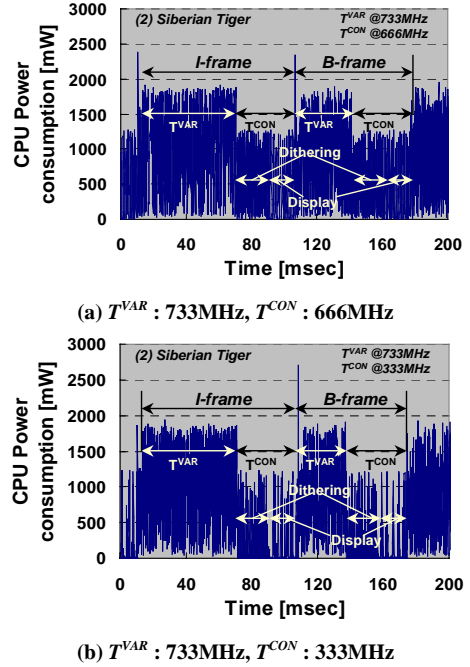 (2) Siberian Tiger
T^VAR @733MHz
T^CON @666MHz
CPU Power
consumption [mW]
3000
2500
2000
1500
1000
500
0
I-frame
B-frame
T^VAR
T^CON
T^VAR
T^CON
Dithering
Display
0 40 80 120 160 200
Time [msec]
(a) T^VAR : 733MHz, T^CON : 666MHz
(2) Siberian Tiger
T^VAR @733MHz
T^CON @333MHz
CPU Power
consumption [mW]
3000
2500
2000
1500
1000
500
0
I-frame
B-frame
T^VAR
T^CON
T^VAR
T^CON
Dithering
Display
0 40 80 120 160 200
Time [msec]
(b) T^VAR : 733MHz, T^CON : 333MHz